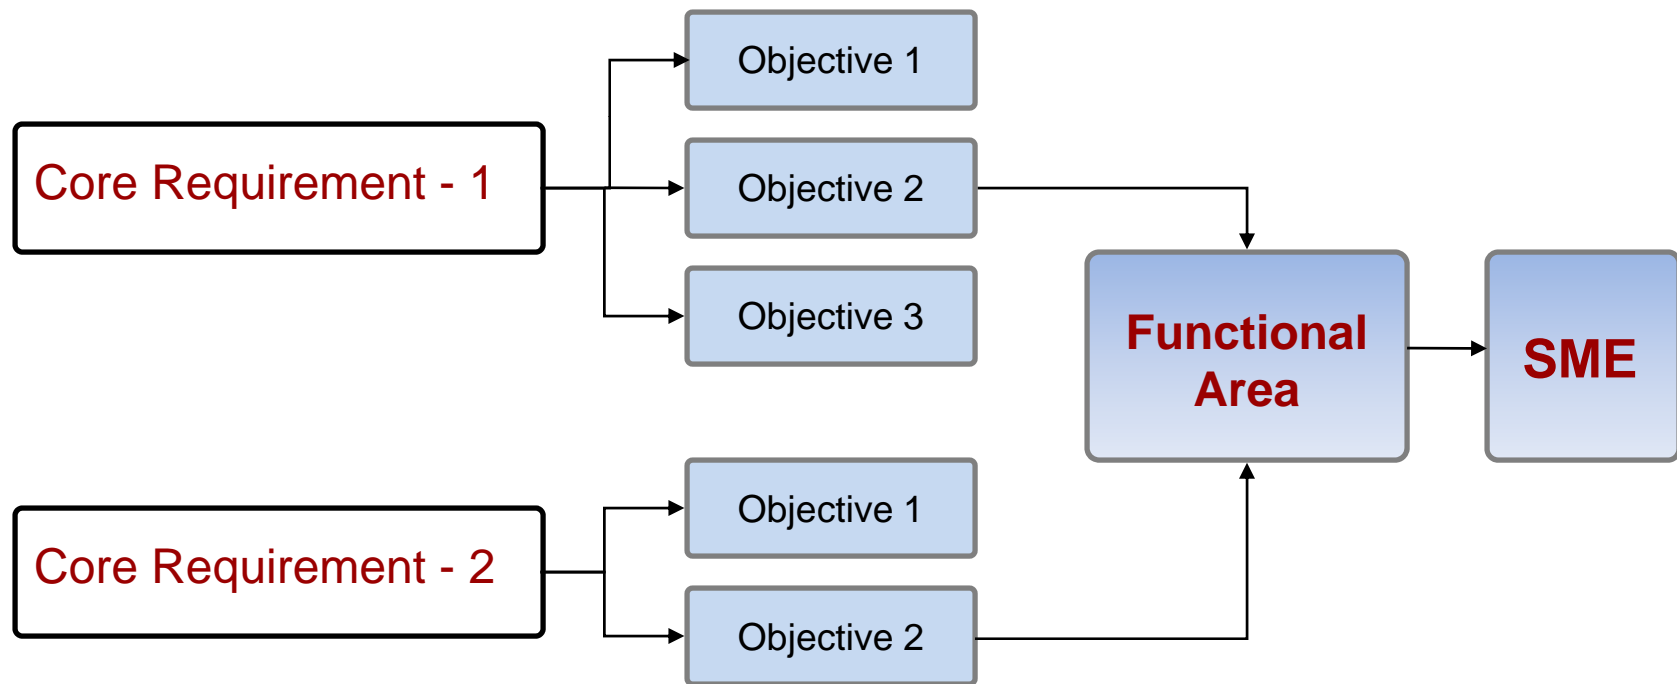 Core Requirement - 1
Objective 1
Objective 2
Objective 3
Core Requirement - 2
Objective 1
Objective 2
Functional
Area
SME